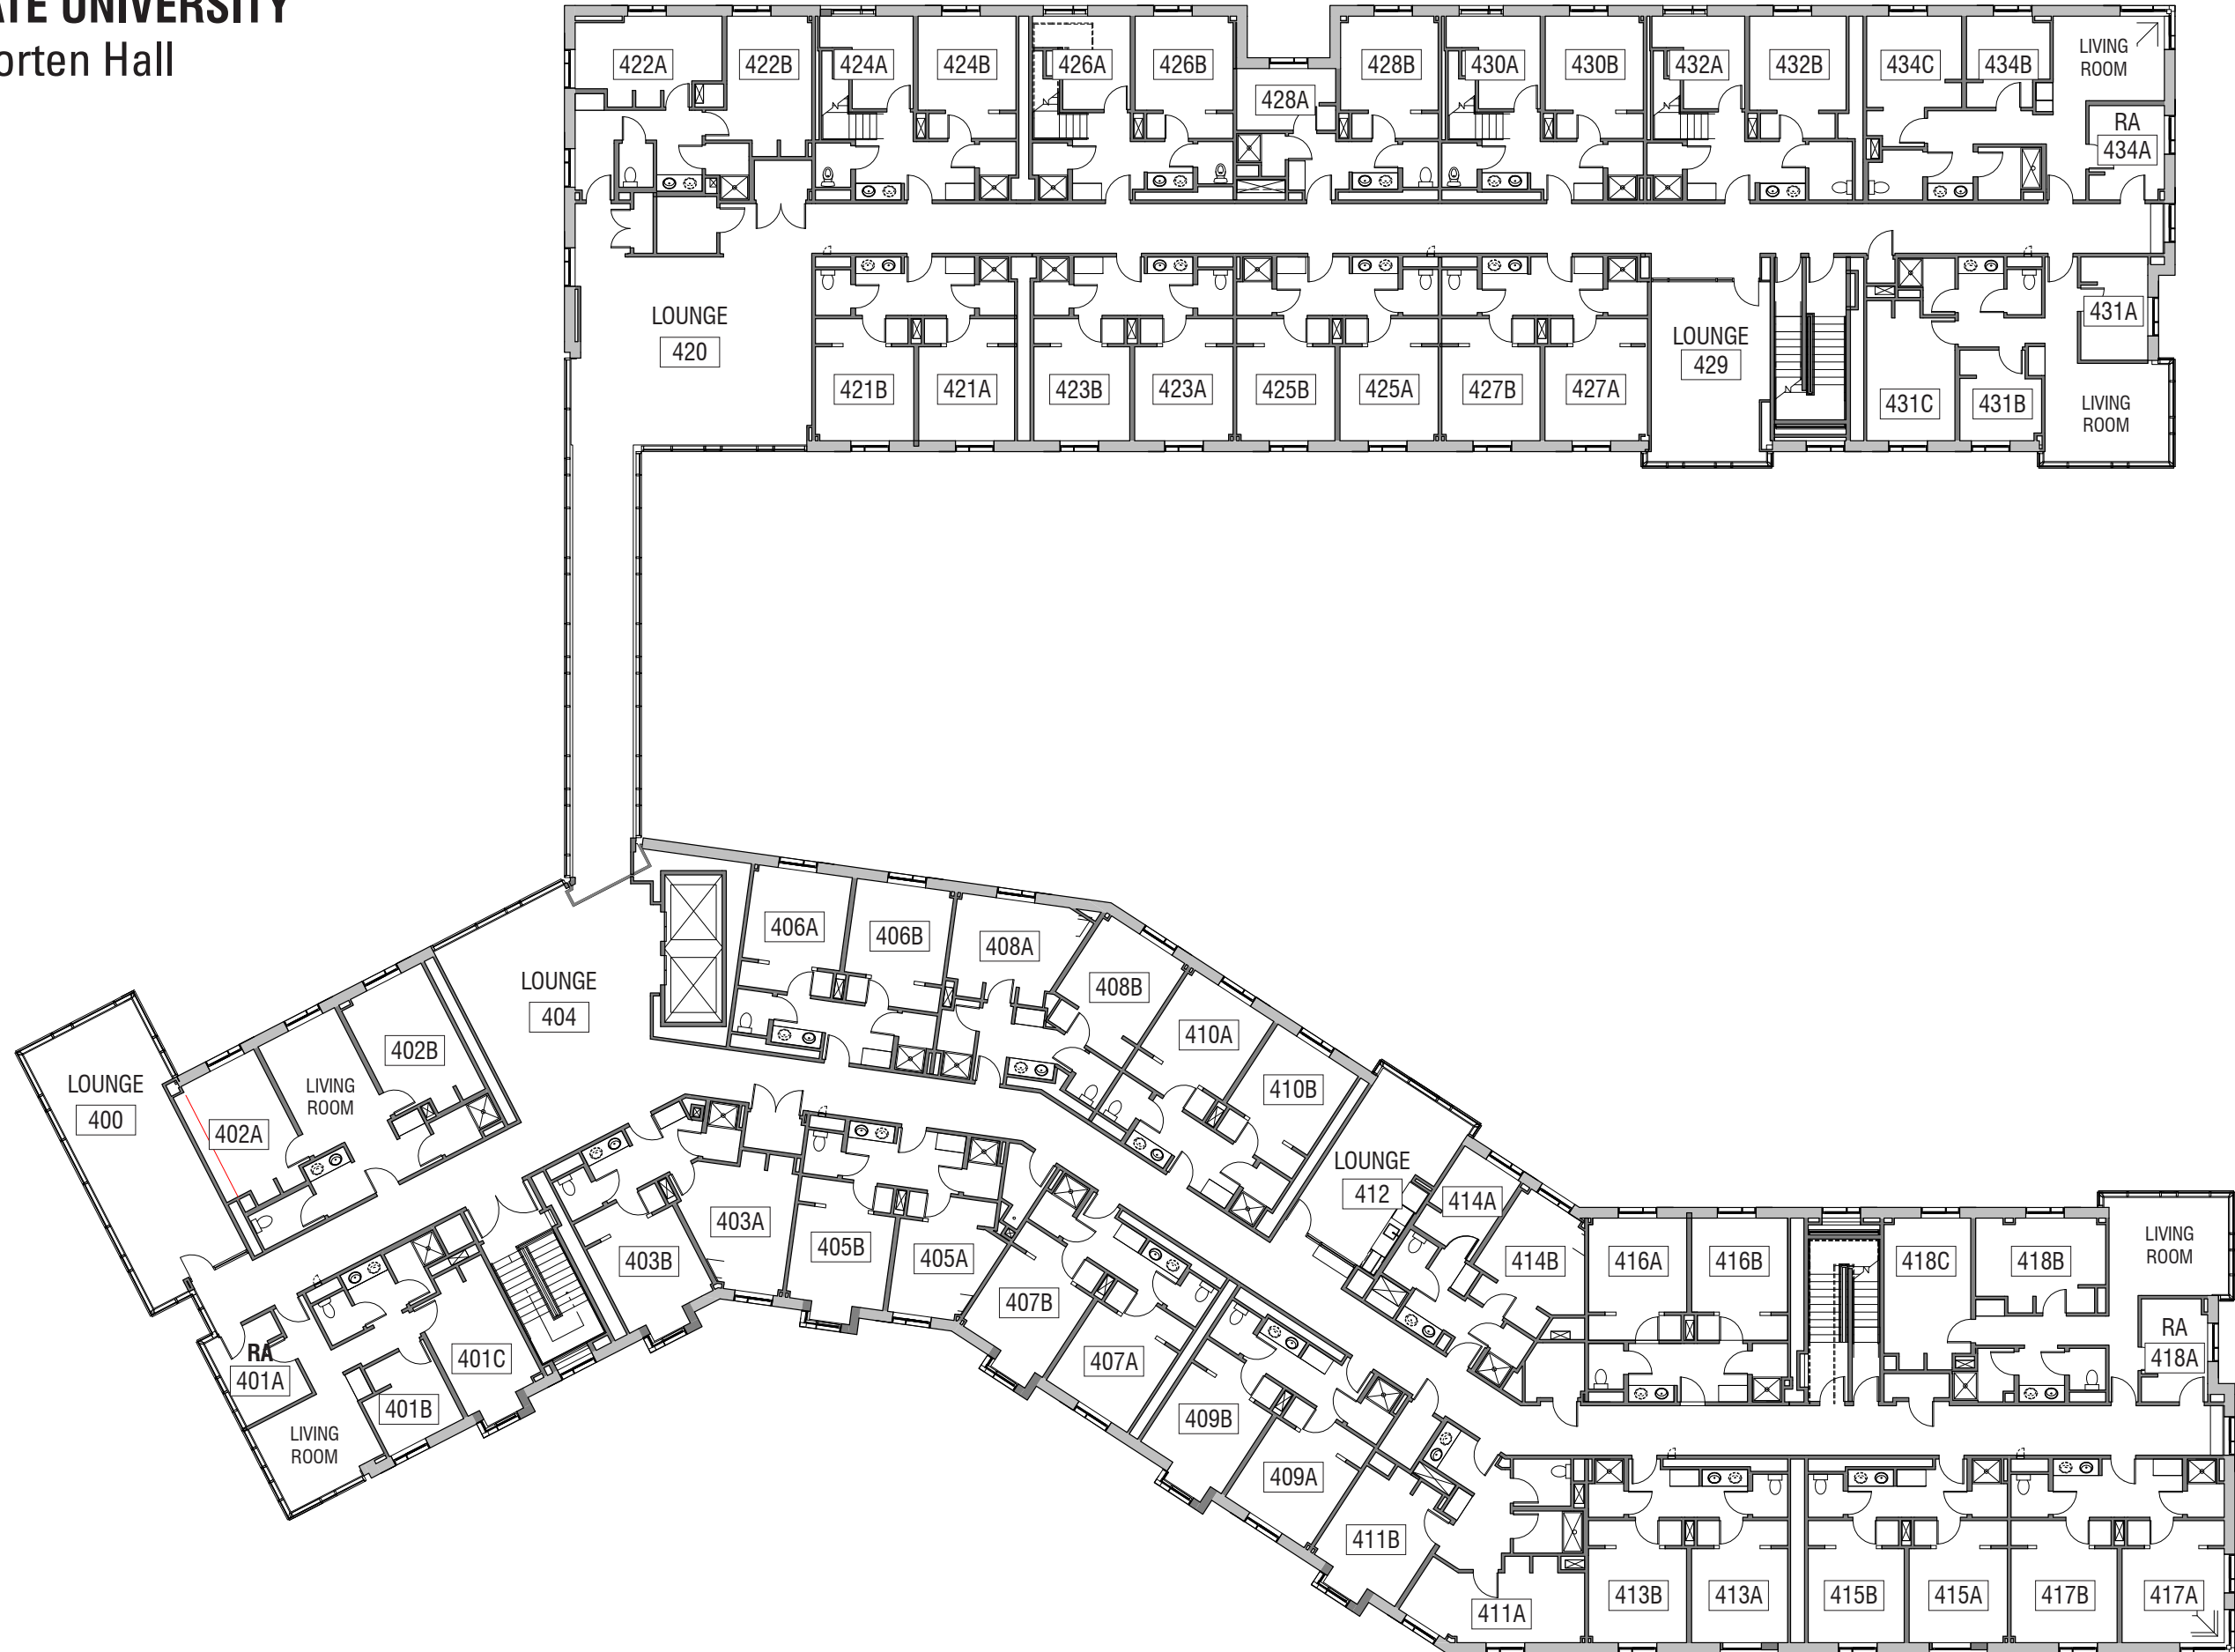 ATE UNIVERSITY
orten Hall
422A
422B
424A
424B
426A
426B
428A
428B
430A
430B
432A
432B
434C
434B
LIVING
ROOM
RA
434A
LOUNGE
420
421B
421A
423B
423A
425B
425A
427B
427A
LOUNGE
429
431C
431B
431A
LIVING
ROOM
406A
406B
408A
408B
410A
410B
LOUNGE
404
LOUNGE
400
402A
LIVING
ROOM
402B
LOUNGE
412
414A
414B
416A
416B
418C
418B
LIVING
ROOM
RA
418A
403B
403A
405B
405A
407B
407A
RA
401A
401B
401C
LIVING
ROOM
409B
409A
411B
411A
413B
413A
415B
415A
417B
417A